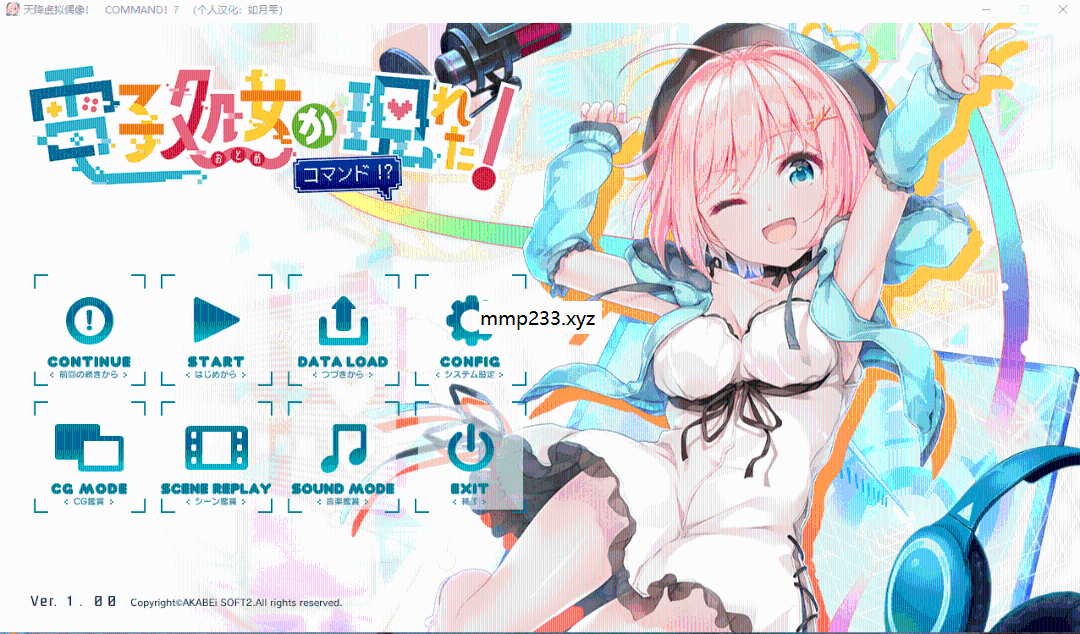 天降虚拟偶像! COMMAND!? (个人汉化: 如月雫)
電子処女が現れた!
おとめ
コマンド!?
CONTINUE
< 前回の続きから >
START
< はじめから >
DATA LOAD
< つづきから >
CONFIG
< システム設定 >
mmp233.xyz
CG MODE
< CG鑑賞 >
SCENE REPLAY
< シーン鑑賞 >
SOUND MODE
< 音楽鑑賞 >
EXIT
< 終了 >
Ver. 1.00 Copyright©AKABEi SOFT2.All rights reserved.